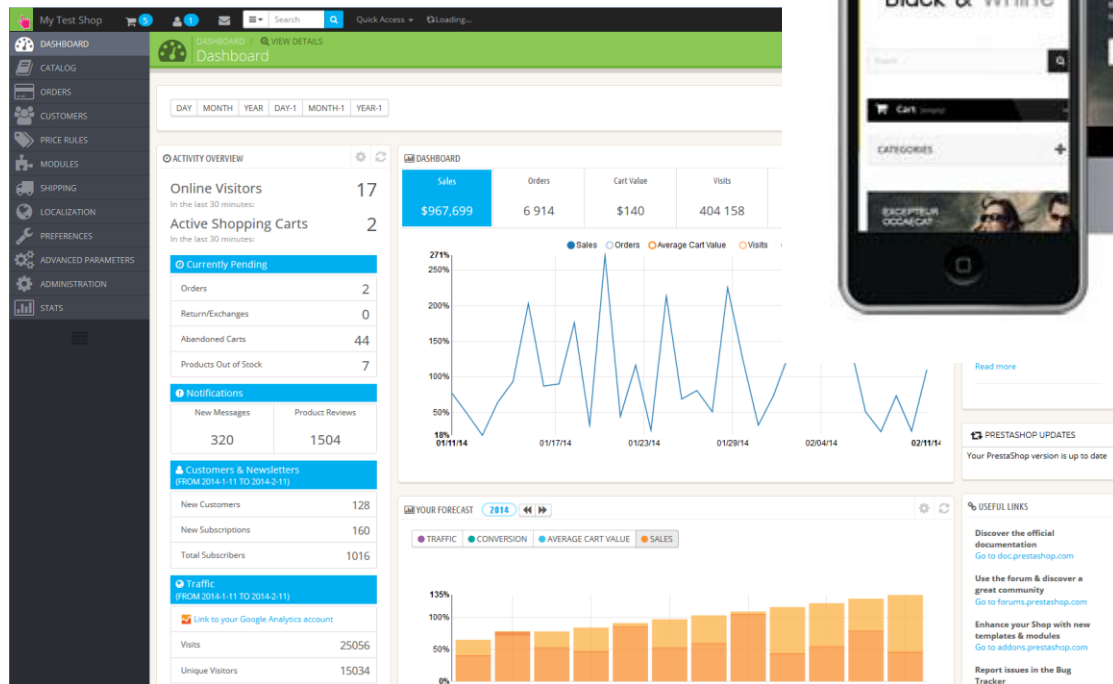 My Test Shop
5
1
Search
Quick Access
Loading...
DASHBOARD
CATALOG
ORDERS
CUSTOMERS
PRICE RULES
MODULES
SHIPPING
LOCALIZATION
PREFERENCES
ADVANCED PARAMETERS
ADMINISTRATION
STATS
DASHBOARD / VIEW DETAILS
Dashboard
DAY MONTH YEAR DAY-1 MONTH-1 YEAR-1
ACTIVITY OVERVIEW
Online Visitors 17
In the last 30 minutes:
Active Shopping Carts 2
In the last 30 minutes:
Currently Pending
Orders 2
Return/Exchanges 0
Abandoned Carts 44
Products Out of Stock 7
Notifications
New Messages Product Reviews
320 1504
Customers & Newsletters
(FROM 2014-1-11 TO 2014-2-11)
New Customers 128
New Subscriptions 160
Total Subscribers 1016
Traffic
(FROM 2014-1-11 TO 2014-2-11)
Link to your Google Analytics account
Visits 25056
Unique Visitors 15034
DASHBOARD
Sales Orders Cart Value Visits
$967,699 6 914 $140 404 158
Sales Orders Average Cart Value Visits
271%
250%
200%
150%
100%
50%
18%
01/11/14 01/17/14 01/23/14 01/29/14 02/04/14 02/11/14
YOUR FORECAST 2014
TRAFFIC CONVERSION AVERAGE CART VALUE SALES
135%
100%
50%
0%
Black & White
Cart
CATEGORIES
EXCEPTEUR
OCCAECAT
Read more
PRESTASHOP UPDATES
Your PrestaShop version is up to date
USEFUL LINKS
Discover the official
documentation
Go to doc.prestashop.com
Use the forum & discover a
great community
Go to forums.prestashop.com
Enhance your Shop with new
templates & modules
Go to addons.prestashop.com
Report issues in the Bug
Tracker